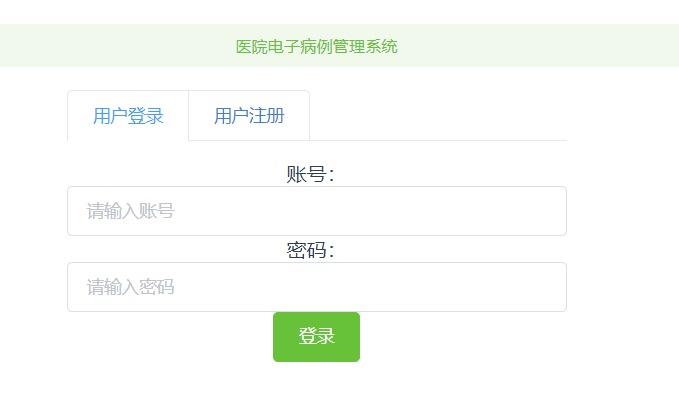 医院电子病例管理系统
用户登录 用户注册
账号：
请输入账号
密码：
请输入密码
登录